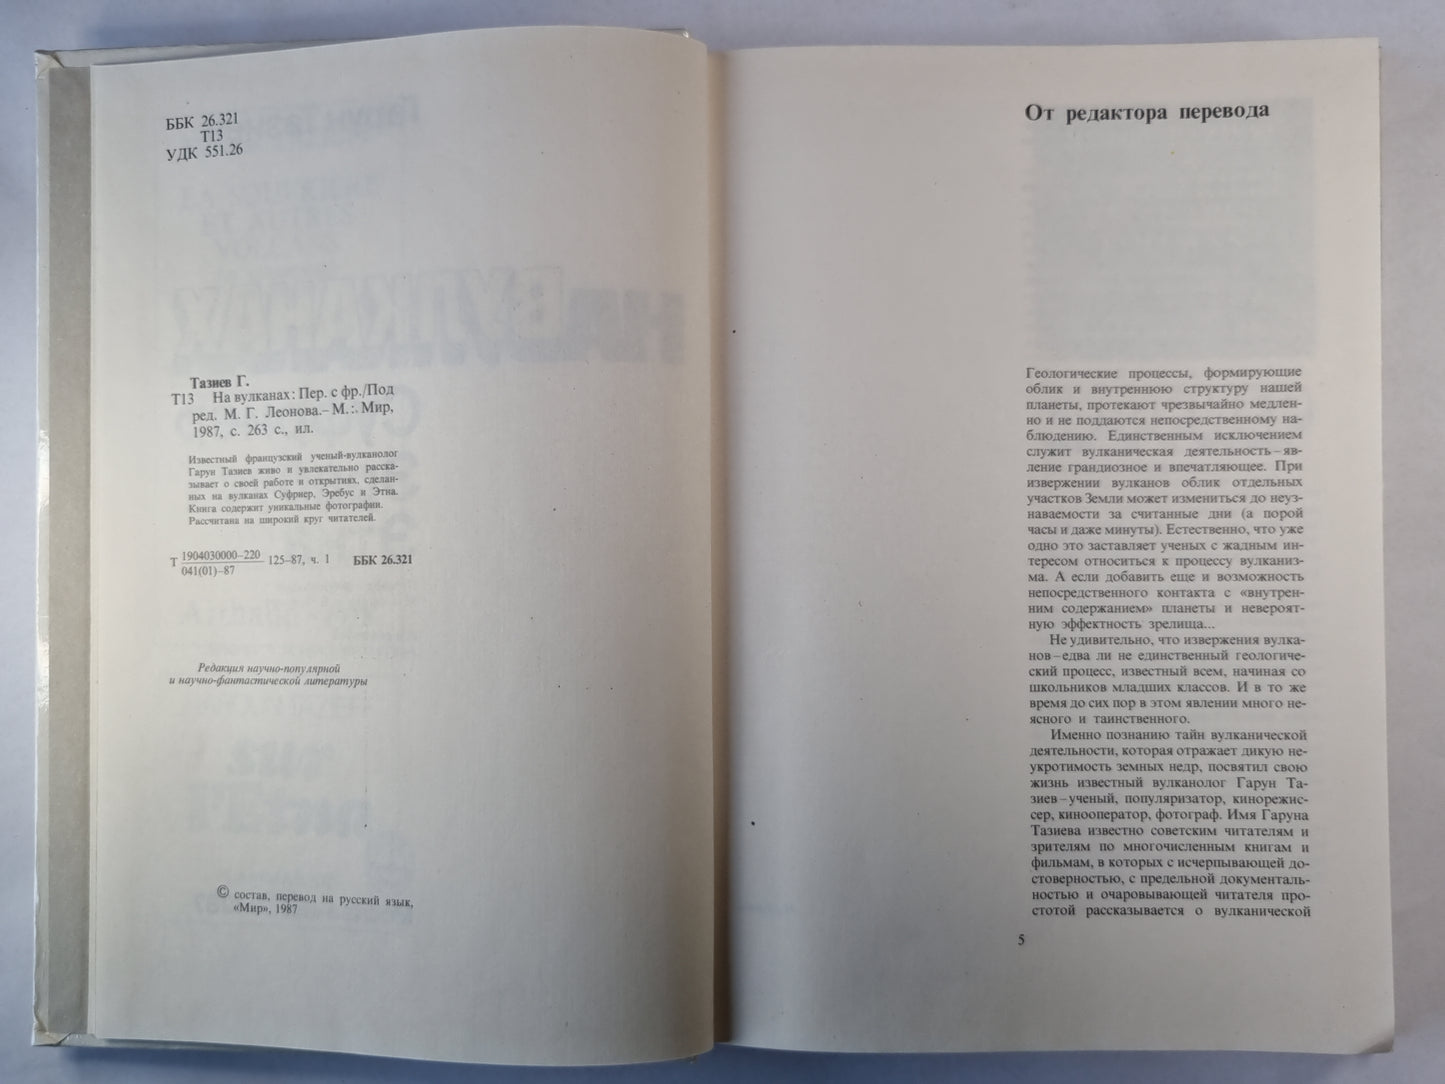 ББК 26.321
Т13
УДК 551.26
Тазиев Г.
Т13 На вулканах: Пер. с фр./Под
ред. М. Г. Леонова.– М.:. Мир,
1987, с. 263 с., ил.
Известный французский ученый-вулканолог
Гарун Тазиев живо и увлекательно расска-
зывает о своей работе и открытиях, сделан-
ных на вулканах Суфриер, Эребус и Этна.
Книга содержит уникальные фотографии.
Рассчитана на широкий круг читателей.
Т 1904030000–220
041(01)–87 125–87, ч. 1 ББК 26.321
Редакция научно-популярной
и научно-фантастической литературы
© состав, перевод на русский язык,
«Мир», 1987
От редактора перевода
Геологические процессы, формирующие
облик и внутреннюю структуру нашей
планеты, протекают чрезвычайно медлен-
но и не поддаются непосредственному на-
блюдению. Единственным исключением
служит вулканическая деятельность–яв-
ление грандиозное и впечатляющее. При
извержении вулканов облик отдельных
участков Земли может измениться до неуз-
наваемости за считанные дни (а порой
часы и даже минуты). Естественно, что уже
одно это заставляет ученых с жадным ин-
тересом относиться к процессу вулканиз-
ма. А если добавить еще и возможность
непосредственного контакта с «внутрен-
ним содержанием» планеты и невероят-
ную эффектность зрелища...
Не удивительно, что извержения вулка-
нов–едва ли не единственный геологиче-
ский процесс, известный всем, начиная со
школьников младших классов. И в то же
время до сих пор в этом явлении много не-
ясного и таинственного.
Именно познанию тайн вулканической
деятельности, которая отражает дикую не-
укротимость земных недр, посвятил свою
жизнь известный вулканолог Гарун Та-
зиев–ученый, популяризатор, кинорежис-
сер, кинооператор, фотограф. Имя Гаруна
Тазиева известно советским читателям и
зрителям по многочисленным книгам и
фильмам, в которых с исчерпывающей до-
стоверностью, с предельной документаль-
ностью и очаровывающей читателя про-
стотой рассказывается о вулканической
5